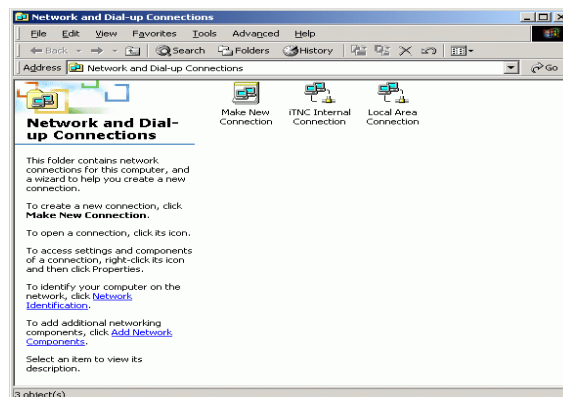 Network and Dial-up Connections
File Edit View Favorites Tools Advanced Help
Back Search Folders History
Address Network and Dial-up Connections Go
Network and Dial-
up Connections
This folder contains network
connections for this computer, and
a wizard to help you create a new
connection.
To create a new connection, click
Make New Connection.
To open a connection, click its icon.
To access settings and components
of a connection, right-click its icon
and then click Properties.
To identify your computer on the
network, click Network
Identification.
To add additional networking
components, click Add Network
Components.
Select an item to view its
description.
Make New
Connection
iTNC Internal
Connection
Local Area
Connection
3 object(s)